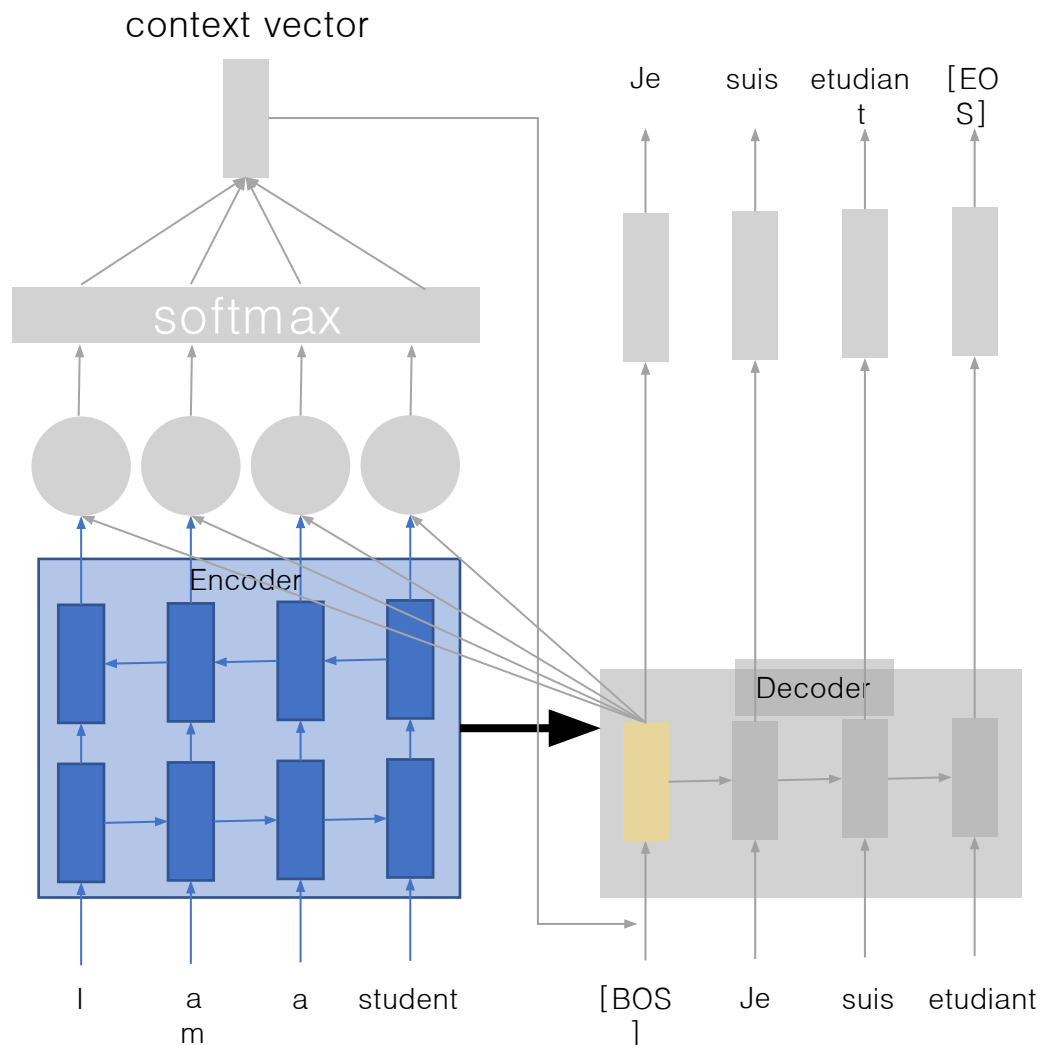 context vector
Je suis etudian
t [EO
S]
softmax
Encoder
Decoder
I a
m a student [BOS
] Je suis etudiant